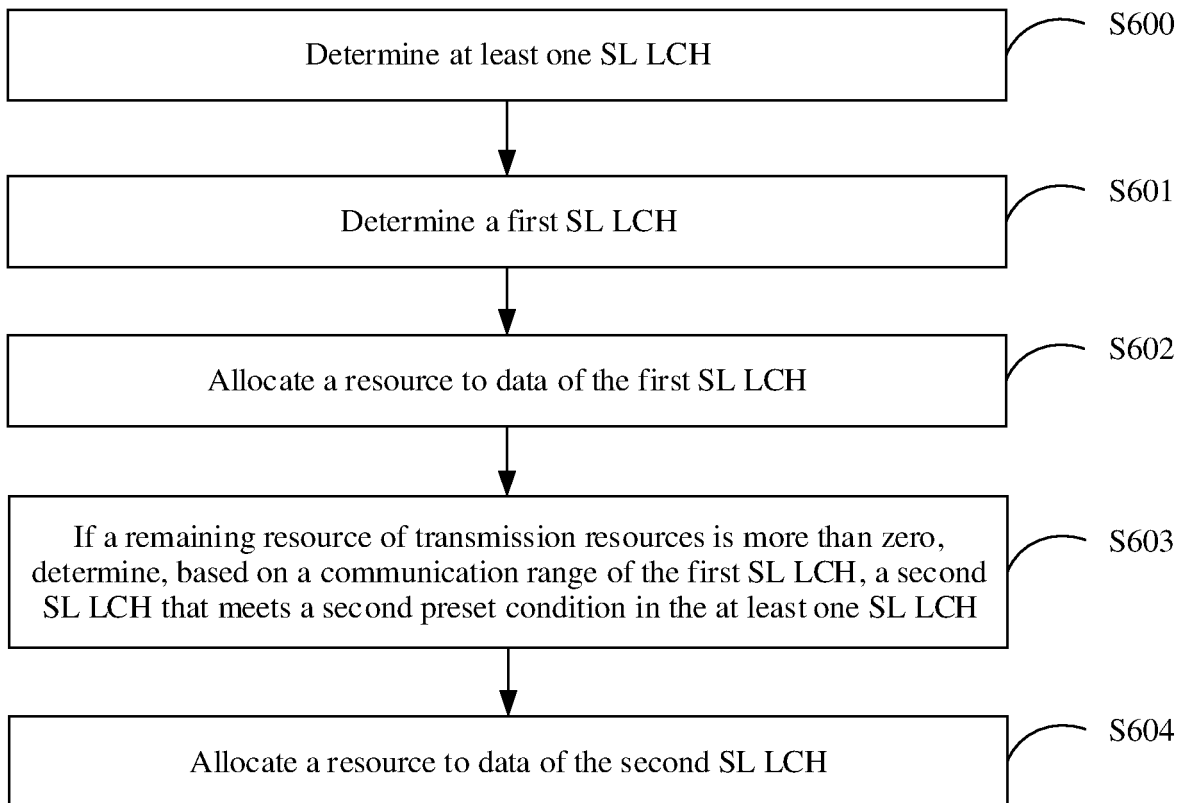 S600
Determine at least one SL LCH
S601
Determine a first SL LCH
S602
Allocate a resource to data of the first SL LCH
S603
If a remaining resource of transmission resources is more than zero,
determine, based on a communication range of the first SL LCH, a second
SL LCH that meets a second preset condition in the at least one SL LCH
S604
Allocate a resource to data of the second SL LCH